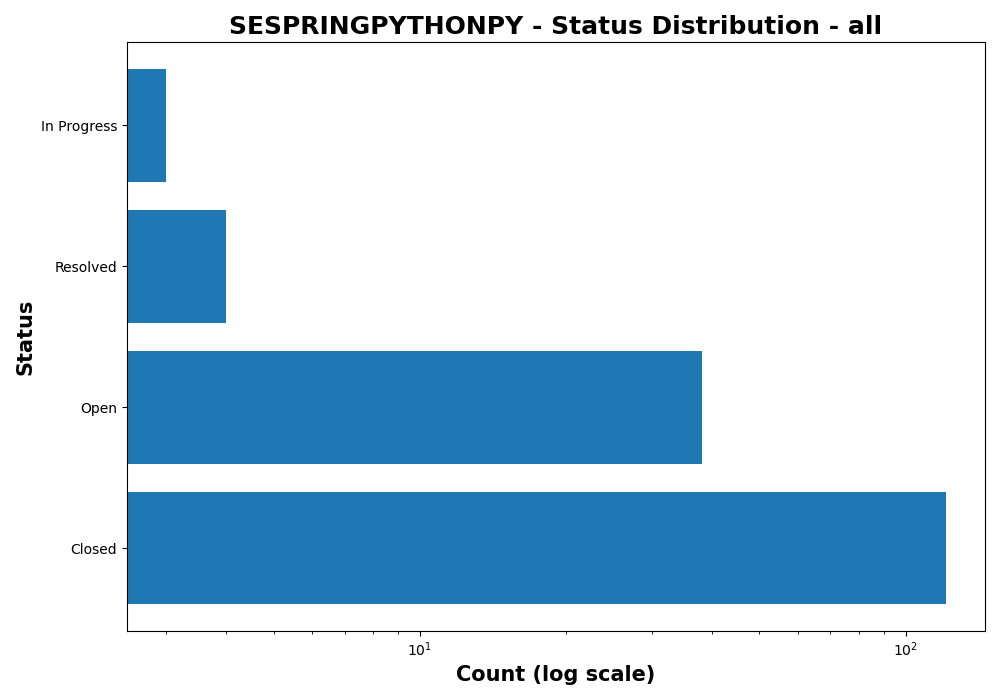 SESPRINGPYTHONPY - Status Distribution - all
Status
In Progress
Resolved
Open
Closed
10¹
10²
Count (log scale)